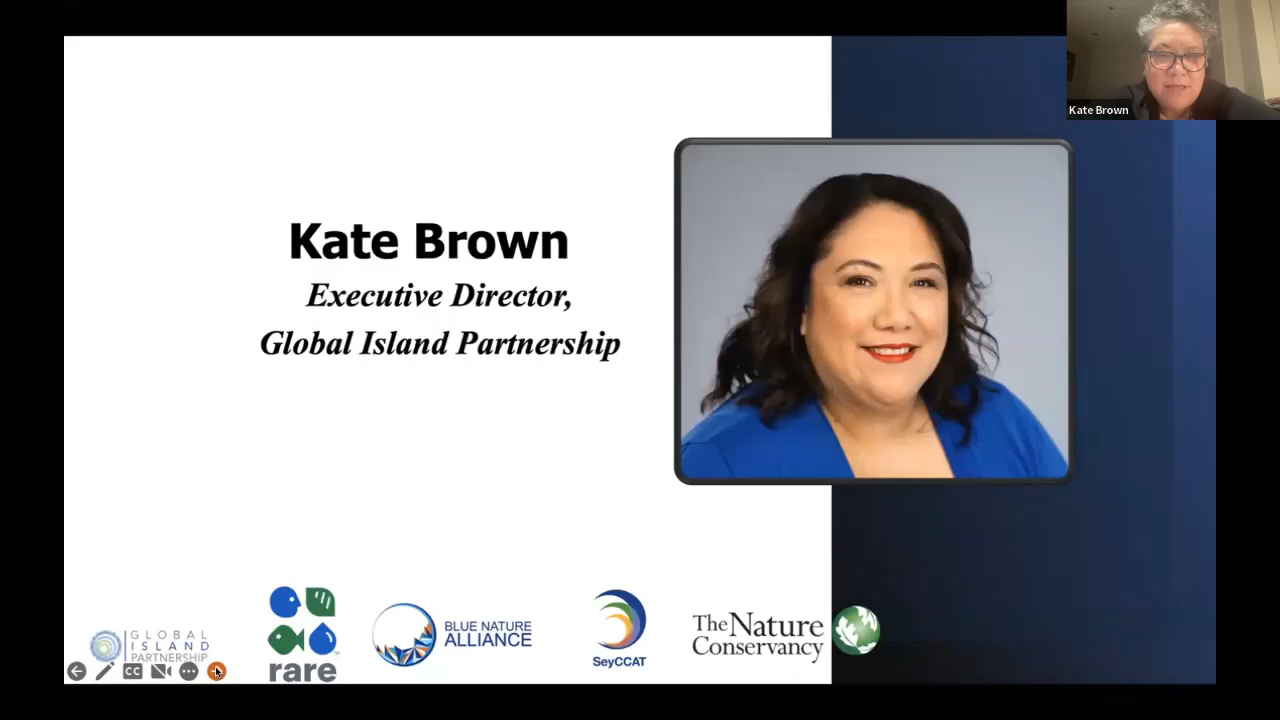 Kate Brown
Kate Brown
Executive Director,
Global Island Partnership
GLOBAL
ISLAND
PARTNERSHIP
rare
BLUE NATURE
ALLIANCE
SeyCCAT
The Nature
Conservancy
CC